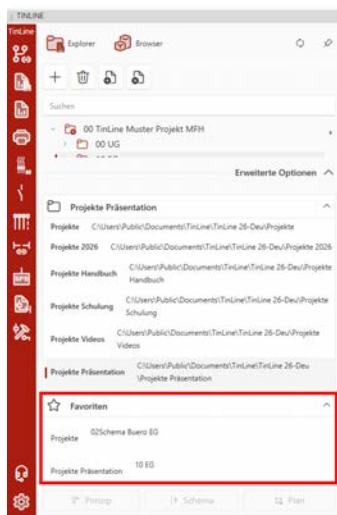 TINLINE
TinLine
Explorer Browser
Suchen
00 TinLine Muster Projekt MFH
00 UG
Erweiterte Optionen
Projekte Präsentation
Projekte C:\Users\Public\Documents\TinLine\TinLine 26-Deu\Projekte
Projekte 2026 C:\Users\Public\Documents\TinLine\TinLine 26-Deu\Projekte 2026
Projekte Handbuch C:\Users\Public\Documents\TinLine\TinLine 26-Deu\Projekte
Handbuch
Projekte Schulung C:\Users\Public\Documents\TinLine\TinLine 26-Deu\Projekte
Schulung
Projekte Videos C:\Users\Public\Documents\TinLine\TinLine 26-Deu\Projekte
Videos
Projekte Präsentation C:\Users\Public\Documents\TinLine\TinLine 26-Deu
\Projekte Präsentation
Favoriten
Projekte 02Schema Buero EG
Projekte Präsentation 10 EG
Prinzip Schema Plan